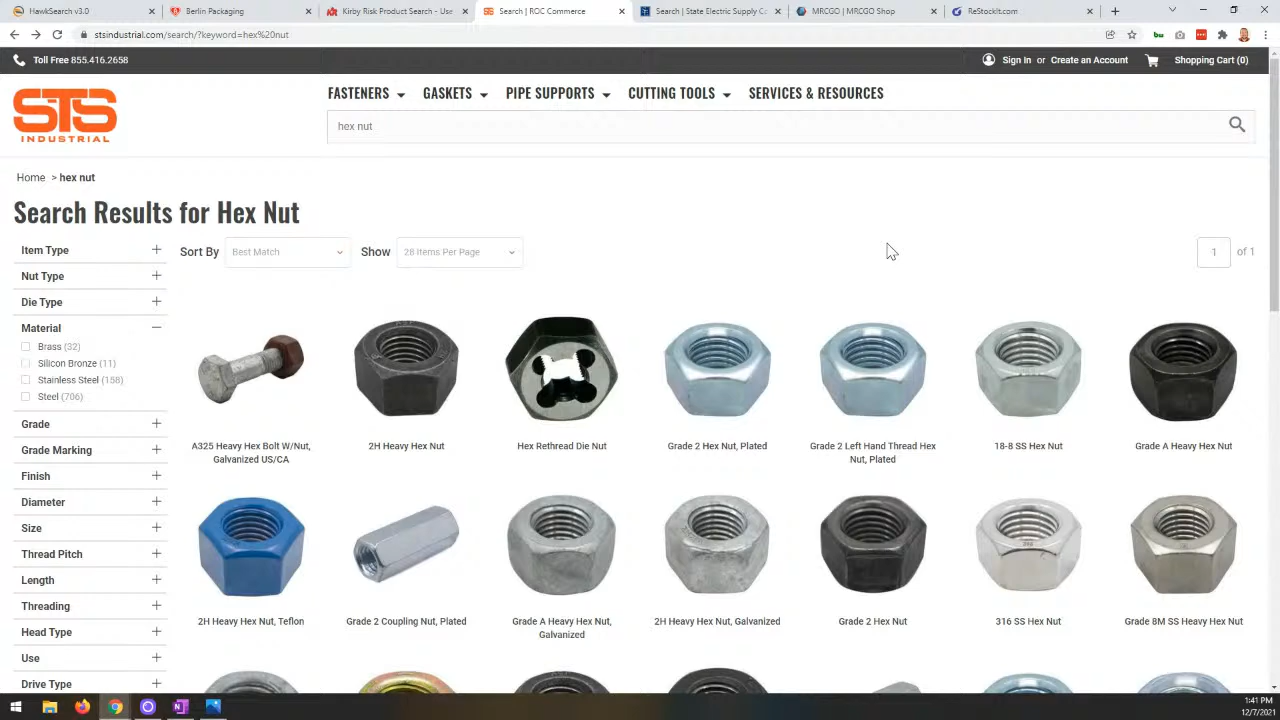 HawkSearch v3.0
Berlin Packaging
Kirby Risk Product Search - Use
Search | ROC Commerce
Search | State Electric Supply C
MRCGO | MRCGO Shop
ReStockIt.com
stsindustrial.com/search/?keyword=hex%20nut
Toll Free 855.416.2658
Sign In or Create an Account
Shopping Cart (0)
STS
INDUSTRIAL
FASTENERS
GASKETS
PIPE SUPPORTS
CUTTING TOOLS
SERVICES & RESOURCES
hex nut
Home > hex nut
Search Results for Hex Nut
Sort By
Best Match
Show
28 Items Per Page
1 of 1
Item Type
Nut Type
Die Type
Material
Brass (32)
Silicon Bronze (11)
Stainless Steel (158)
Steel (706)
Grade
Grade Marking
Finish
Diameter
Size
Thread Pitch
Length
Threading
Head Type
Use
Drive Type
A325 Heavy Hex Bolt W/Nut,
Galvanized US/CA
2H Heavy Hex Nut
Hex Rethread Die Nut
Grade 2 Hex Nut, Plated
Grade 2 Left Hand Thread Hex
Nut, Plated
18-8 SS Hex Nut
Grade A Heavy Hex Nut
2H Heavy Hex Nut, Teflon
Grade 2 Coupling Nut, Plated
Grade A Heavy Hex Nut,
Galvanized
2H Heavy Hex Nut, Galvanized
Grade 2 Hex Nut
316 SS Hex Nut
Grade 8M SS Heavy Hex Nut
1:41 PM
12/7/2021